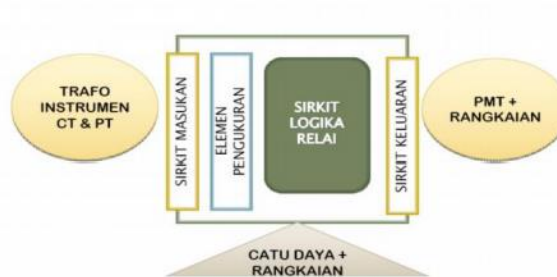 TRAFO
INSTRUMEN
CT & PT
SIRKIT MASUKAN
ELEMEN
PENGUKURAN
SIRKIT
LOGIKA
RELAI
SIRKIT KELUARAN
PMT +
RANGKAIAN
CATU DAYA +
RANGKAIAN